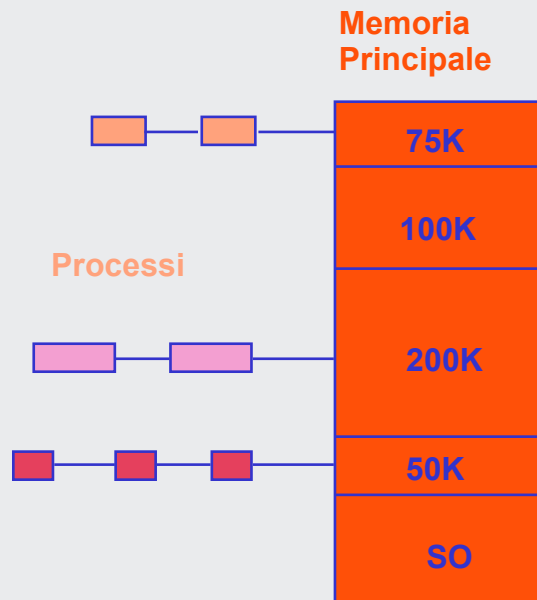 Memoria
Principale
75K
100K
Processi
200K
50K
SO